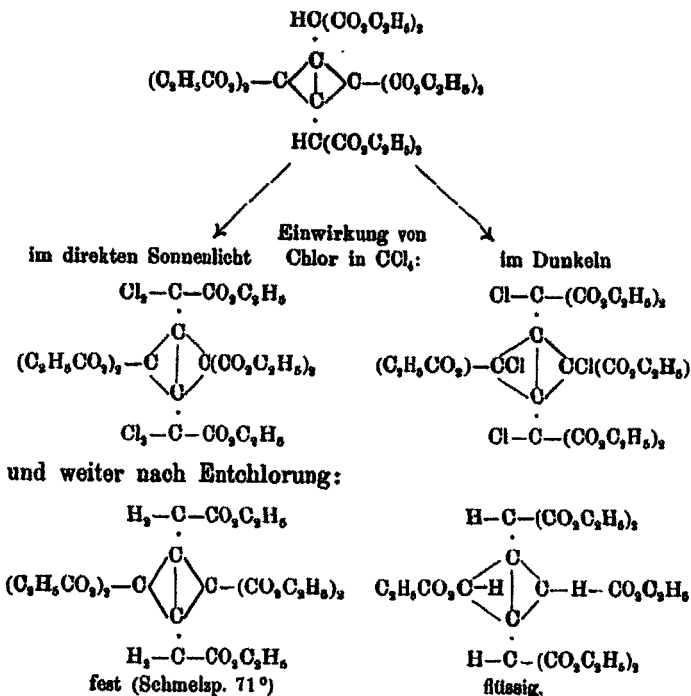 HC(CO₂C₂H₅)₂
C
(C₂H₅CO₂)₂—C C—(CO₂C₂H₅)₂
C
HC(CO₂C₂H₅)₂
Einwirkung von
im direkten Sonnenlicht Chlor in CCl₄: im Dunkeln
Cl₂—C—CO₂C₂H₅ Cl—C—(CO₂C₂H₅)₂
C C
(C₂H₅CO₂)₂—C C(CO₂C₂H₅)₂ (C₂H₅CO₂)—CCl CCl(CO₂C₂H₅)
C C
Cl₂—C—CO₂C₂H₅ Cl—C—(CO₂C₂H₅)₂
und weiter nach Entchlorung:
H₂—C—CO₂C₂H₅ H—C—(CO₂C₂H₅)₂
C C
(C₂H₅CO₂)₂—C C—(CO₂C₂H₅)₂ C₂H₅CO₂C—H C—H—CO₂C₂H₅
C C
H₂—C—CO₂C₂H₅ H—C—(CO₂C₂H₅)₂
fest (Schmelzp. 71°) flüssig,